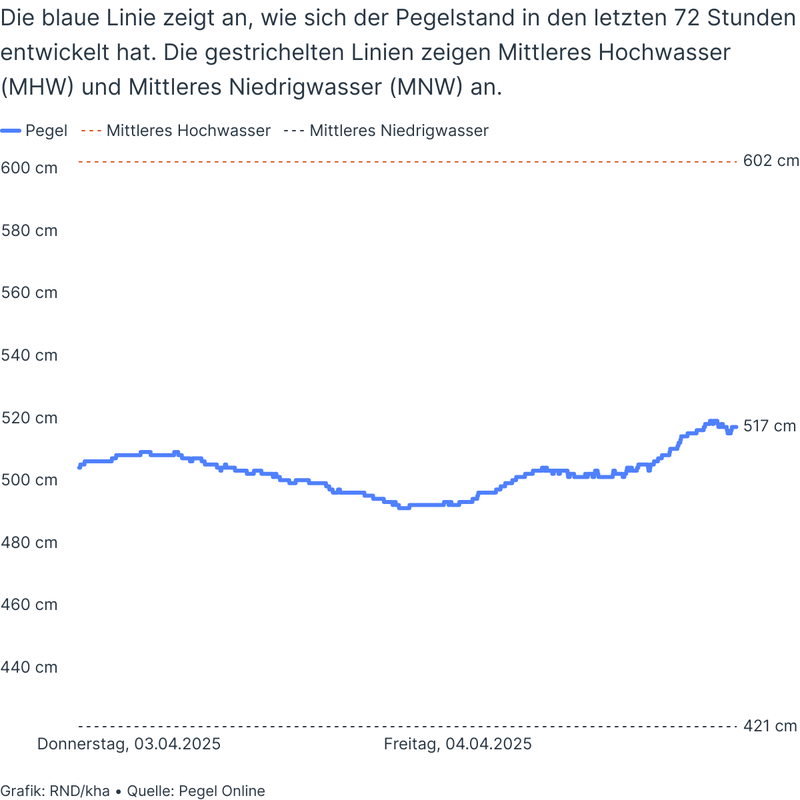 Die blaue Linie zeigt an, wie sich der Pegelstand in den letzten 72 Stunden
entwickelt hat. Die gestrichelten Linien zeigen Mittleres Hochwasser
(MHW) und Mittleres Niedrigwasser (MNW) an.
Pegel Mittleres Hochwasser Mittleres Niedrigwasser
602 cm
600 cm
580 cm
560 cm
540 cm
520 cm
517 cm
500 cm
480 cm
460 cm
440 cm
421 cm
Donnerstag, 03.04.2025 Freitag, 04.04.2025
Grafik: RND/kha • Quelle: Pegel Online